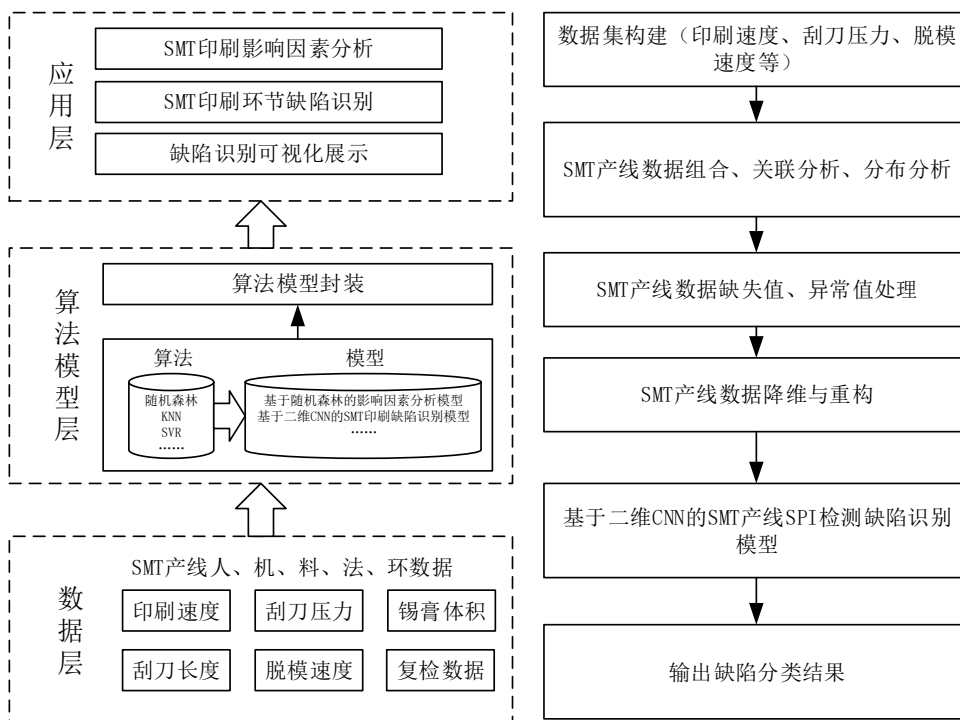 应用层
SMT印刷影响因素分析
SMT印刷环节缺陷识别
缺陷识别可视化展示
算法模型层
算法模型封装
算法
随机森林
KNN
SVR
……
模型
基于随机森林的影响因素分析模型
基于二维CNN的SMT印刷缺陷识别模型
……
数据层
SMT产线人、机、料、法、环数据
印刷速度
刮刀压力
锡膏体积
刮刀长度
脱模速度
复检数据
数据集构建（印刷速度、刮刀压力、脱模
速度等）
SMT产线数据组合、关联分析、分布分析
SMT产线数据缺失值、异常值处理
SMT产线数据降维与重构
基于二维CNN的SMT产线SPI检测缺陷识别
模型
输出缺陷分类结果